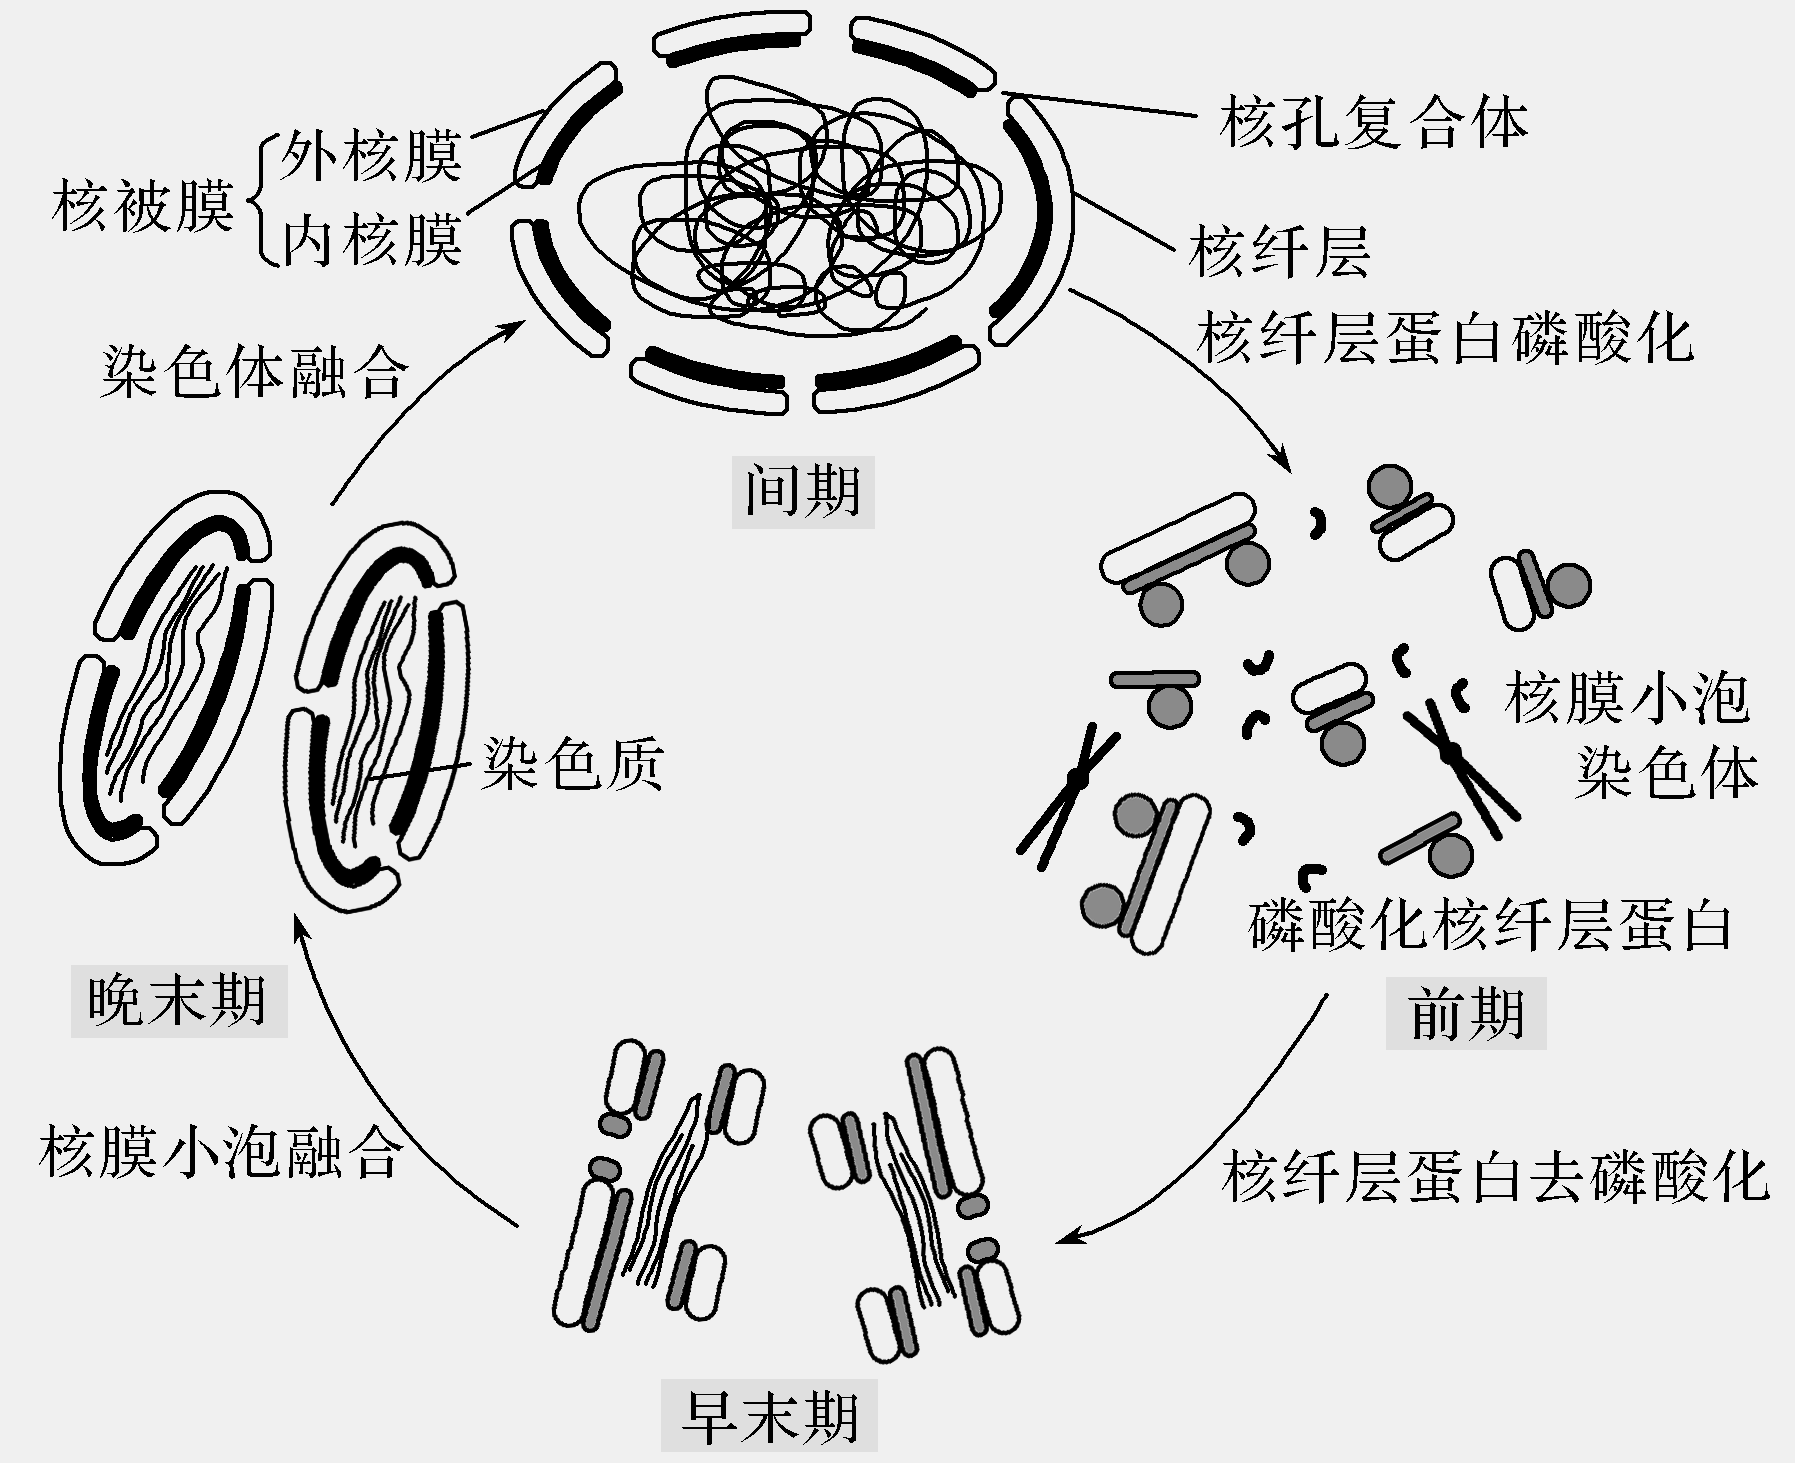 核孔复合体
外核膜
核被膜
内核膜
核纤层
核纤层蛋白磷酸化
染色体融合
间期
核膜小泡
染色质
染色体
磷酸化核纤层蛋白
晚末期
前期
核膜小泡融合
核纤层蛋白去磷酸化
早末期